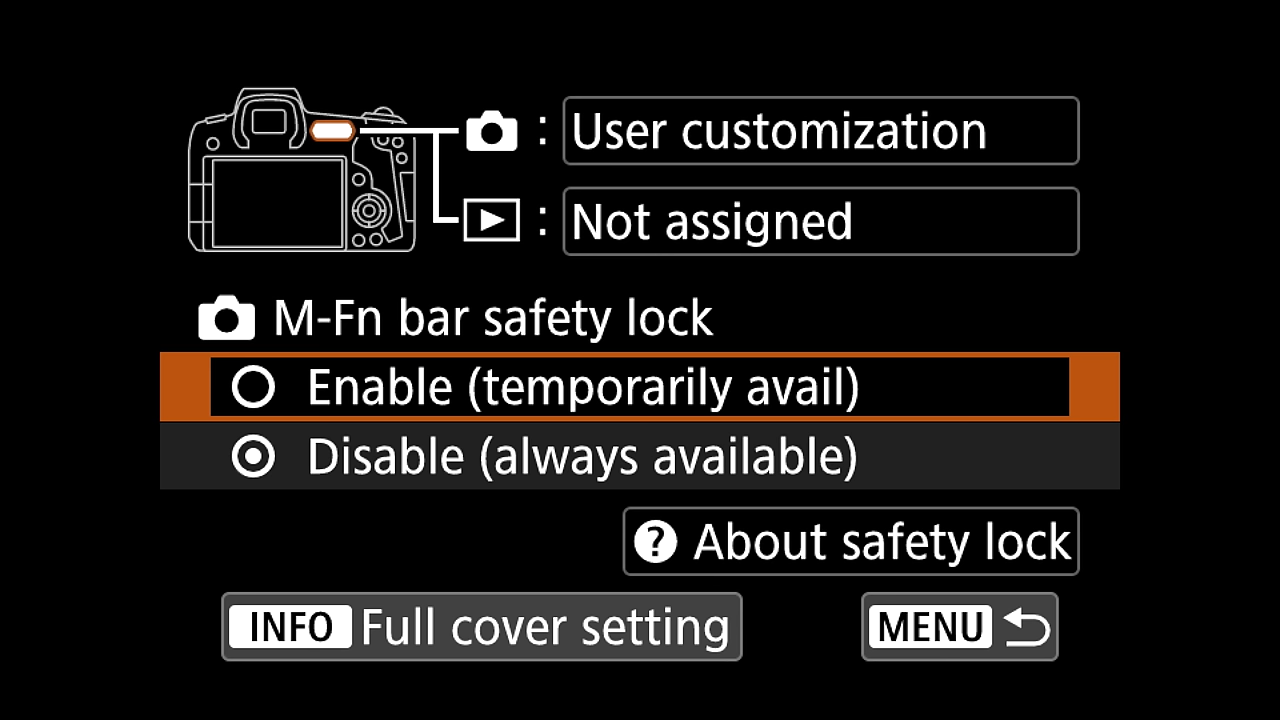 : User customization
: Not assigned
M-Fn bar safety lock
Enable (temporarily avail)
Disable (always available)
? About safety lock
INFO Full cover setting MENU